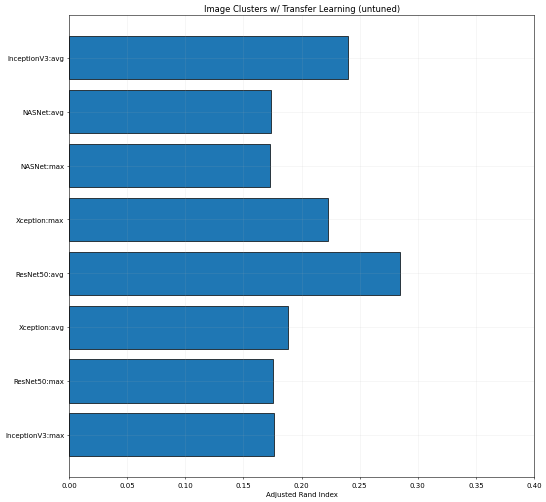 Image Clusters w/ Transfer Learning (untuned)
InceptionV3:avg
NASNet:avg
NASNet:max
Xception:max
ResNet50:avg
Xception:avg
ResNet50:max
InceptionV3:max
0.00 0.05 0.10 0.15 0.20 0.25 0.30 0.35 0.40
Adjusted Rand Index